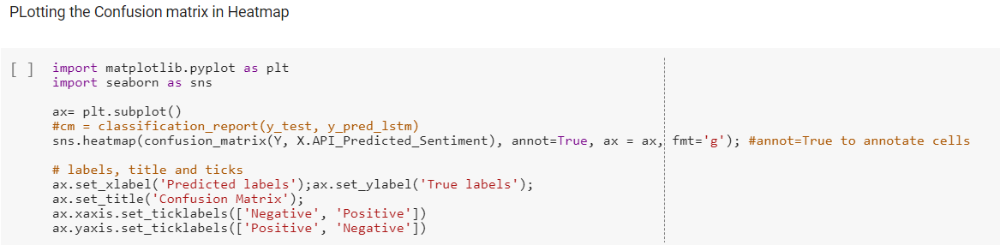 PLotting the Confusion matrix in Heatmap
[ ] import matplotlib.pyplot as plt
import seaborn as sns
ax= plt.subplot()
#cm = classification_report(y_test, y_pred_lstm)
sns.heatmap(confusion_matrix(Y, X.API_Predicted_Sentiment), annot=True, ax = ax, fmt='g'); #annot=True to annotate cells
# labels, title and ticks
ax.set_xlabel('Predicted labels');ax.set_ylabel('True labels');
ax.set_title('Confusion Matrix');
ax.xaxis.set_ticklabels(['Negative', 'Positive'])
ax.yaxis.set_ticklabels(['Positive', 'Negative'])